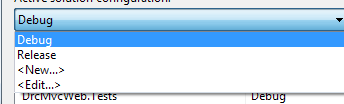 Active solution configuration:
Debug
Debug
Release
<New...>
<Edit...>
DrcMvcWeb.Tests Debug